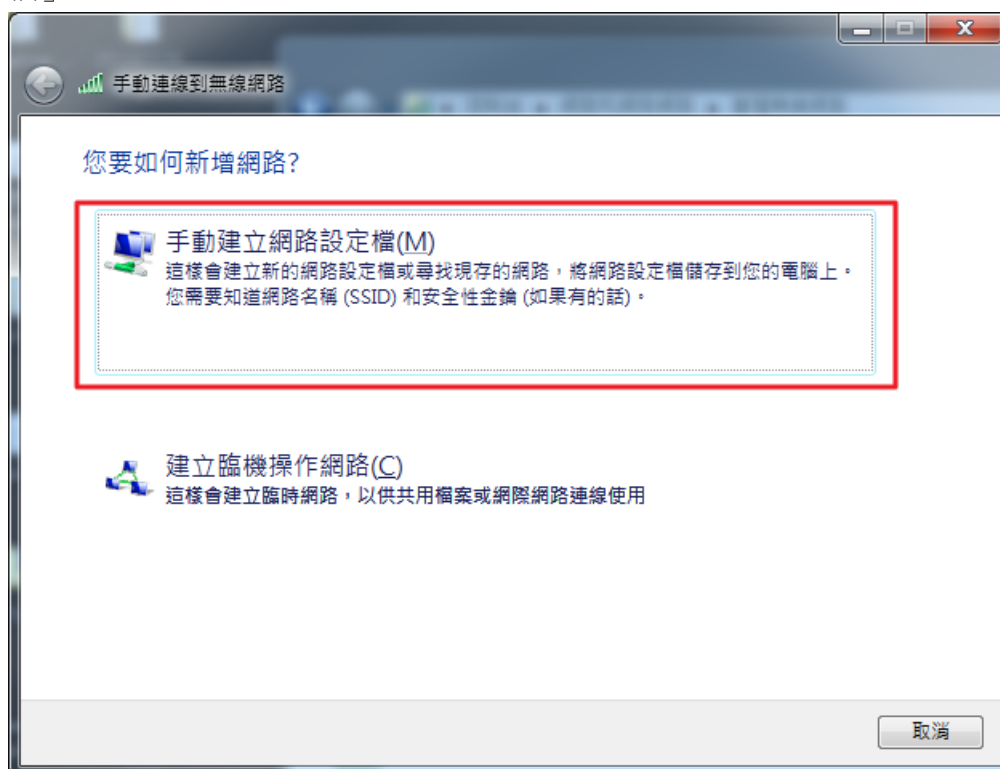 手動連線到無線網路
您要如何新增網路?
手動建立網路設定檔(M)
這樣會建立新的網路設定檔或尋找現存的網路，將網路設定檔儲存到您的電腦上。
您需要知道網路名稱 (SSID) 和安全性金鑰 (如果有的話)。
建立臨機操作網路(C)
這樣會建立臨時網路，以供共用檔案或網際網路連線使用
取消